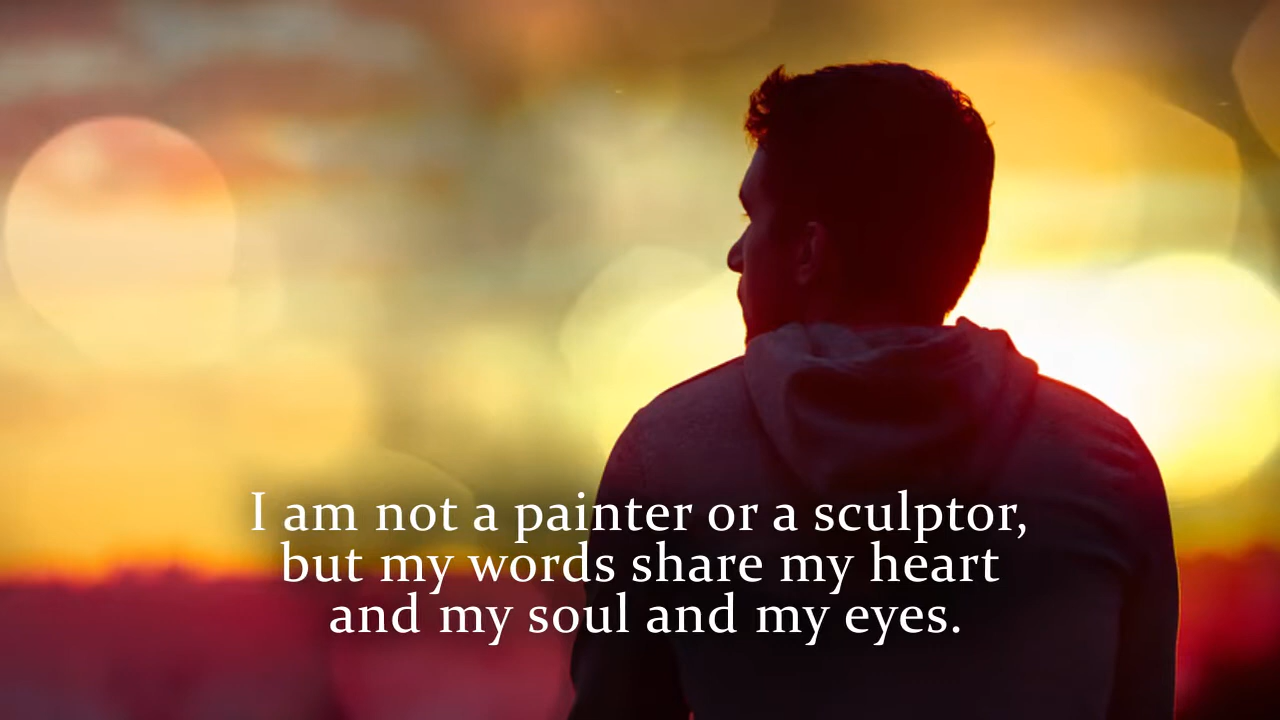 I am not a painter or a sculptor,
but my words share my heart
and my soul and my eyes.